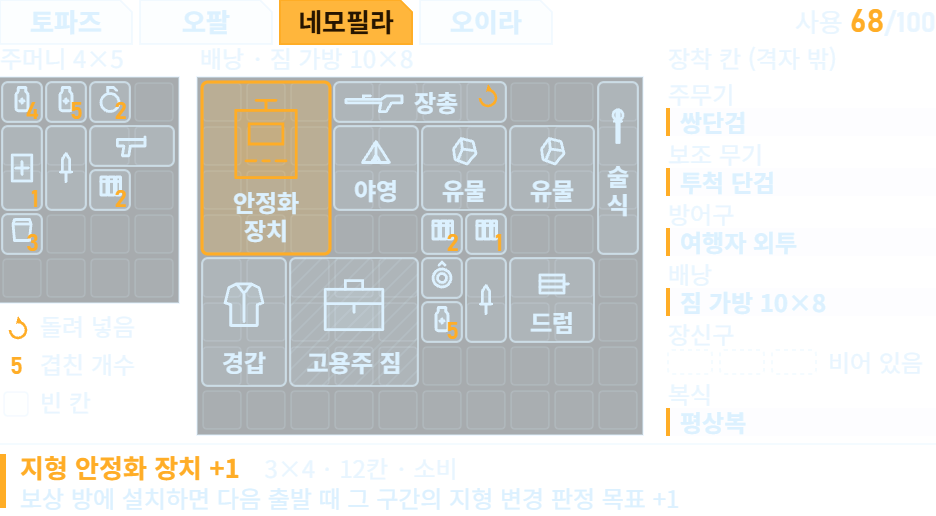 토파즈
오팔
네모필라
오이라
사용 68/100
주머니 4×5
배낭 · 짐 가방 10×8
장착 칸 (격자 밖)
4
5
2
1
2
3
안정화
장치
장총
야영
유물
유물
술
식
2
1
경갑
고용주 짐
5
드럼
주무기
쌍단검
보조 무기
투척 단검
방어구
여행자 외투
배낭
짐 가방 10×8
장신구
비어 있음
복식
평상복
돌려 넣음
5 겹친 개수
빈 칸
지형 안정화 장치 +1 3×4 · 12칸 · 소비
보상 방에 설치하면 다음 출발 때 그 구간의 지형 변경 판정 목표 +1